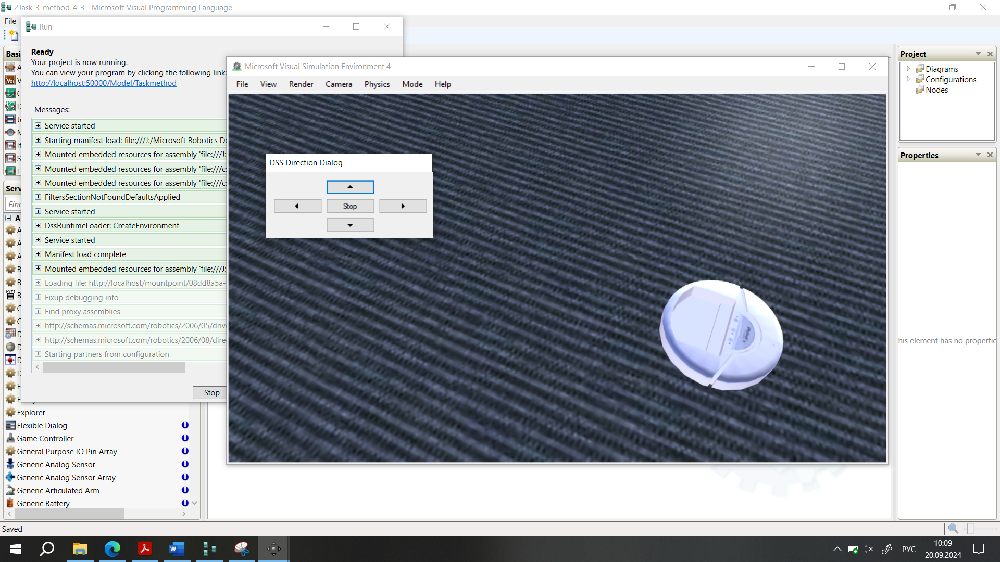 2Task_3_method_4_3 - Microsoft Visual Programming Language
File
Run
Basi
Ready
Your project is now running.
You can view your program by clicking the following link:
http://localhost:50000/Model/Taskmethod
Messages:
Service started
Starting manifest load: file:///J:/Microsoft Robotics De
Mounted embedded resources for assembly 'file:///J:
Mounted embedded resources for assembly 'file:///c:
Mounted embedded resources for assembly 'file:///c:
FiltersSectionNotFoundDefaultsApplied
Service started
DssRuntimeLoader: CreateEnvironment
Service started
Manifest load complete
Mounted embedded resources for assembly 'file:///J:
Loading file: http://localhost/mountpoint/08dd8a5a-
Fixup debugging info
Find proxy assemblies
http://schemas.microsoft.com/robotics/2006/05/driv
http://schemas.microsoft.com/robotics/2006/08/dire
Starting partners from configuration
Stop
Microsoft Visual Simulation Environment 4
File View Render Camera Physics Mode Help
DSS Direction Dialog
Stop
Serv
Find
Explorer
Flexible Dialog
Game Controller
General Purpose IO Pin Array
Generic Analog Sensor
Generic Analog Sensor Array
Generic Articulated Arm
Generic Battery
Project
Diagrams
Configurations
Nodes
Properties
his element has no propertie
Saved
РУС
10:09
20.09.2024